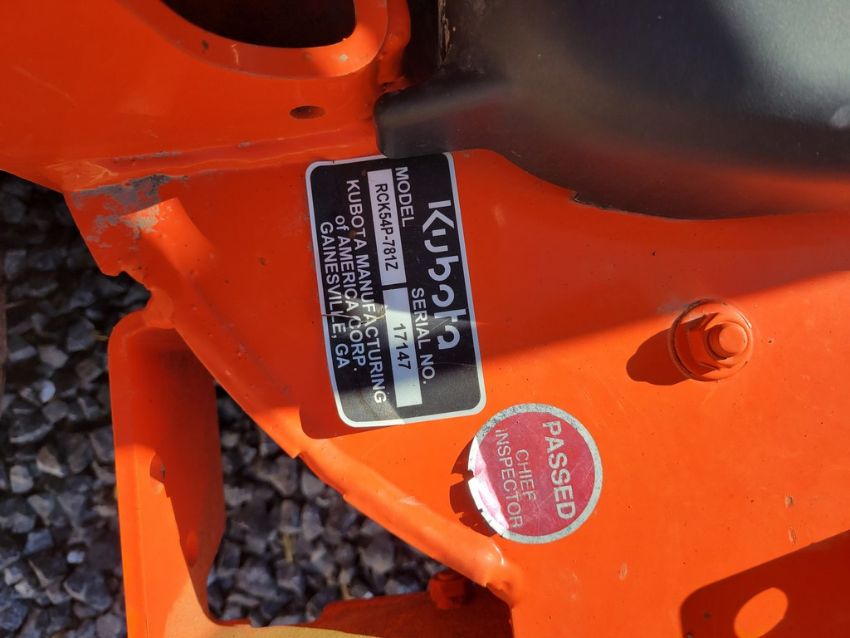 Kubota
MODEL SERIAL NO.
RCK54P-781Z 17147
KUBOTA MANUFACTURING
of AMERICA CORP.
GAINESVILLE, GA
PASSED
CHIEF
INSPECTOR